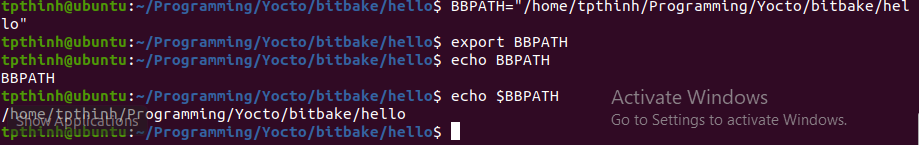 tpthinh@ubuntu:~/Programming/Yocto/bitbake/hello$ BBPATH="/home/tpthinh/Programming/Yocto/bitbake/hel
lo"
tpthinh@ubuntu:~/Programming/Yocto/bitbake/hello$ export BBPATH
tpthinh@ubuntu:~/Programming/Yocto/bitbake/hello$ echo BBPATH
BBPATH
tpthinh@ubuntu:~/Programming/Yocto/bitbake/hello$ echo $BBPATH
/home/tpthinh/Programming/Yocto/bitbake/hello
tpthinh@ubuntu:~/Programming/Yocto/bitbake/hello$
Show Applications
Activate Windows
Go to Settings to activate Windows.